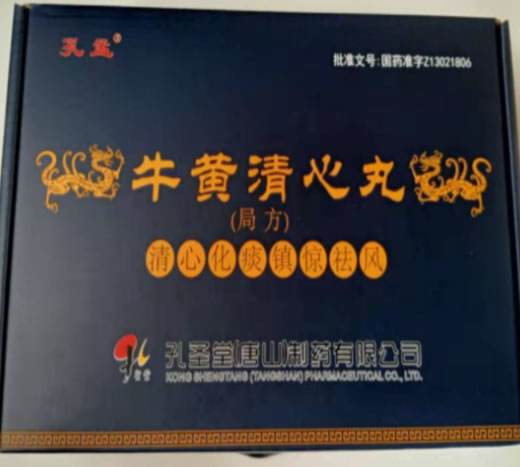 孔圣®
批准文号:国药准字Z13021806
牛黄清心丸
(局方)
清心化痰镇惊祛风
孔圣堂(唐山)制药有限公司
KONG SHENGTANG (TANGSHAN) PHARMACEUTICAL CO., LTD.